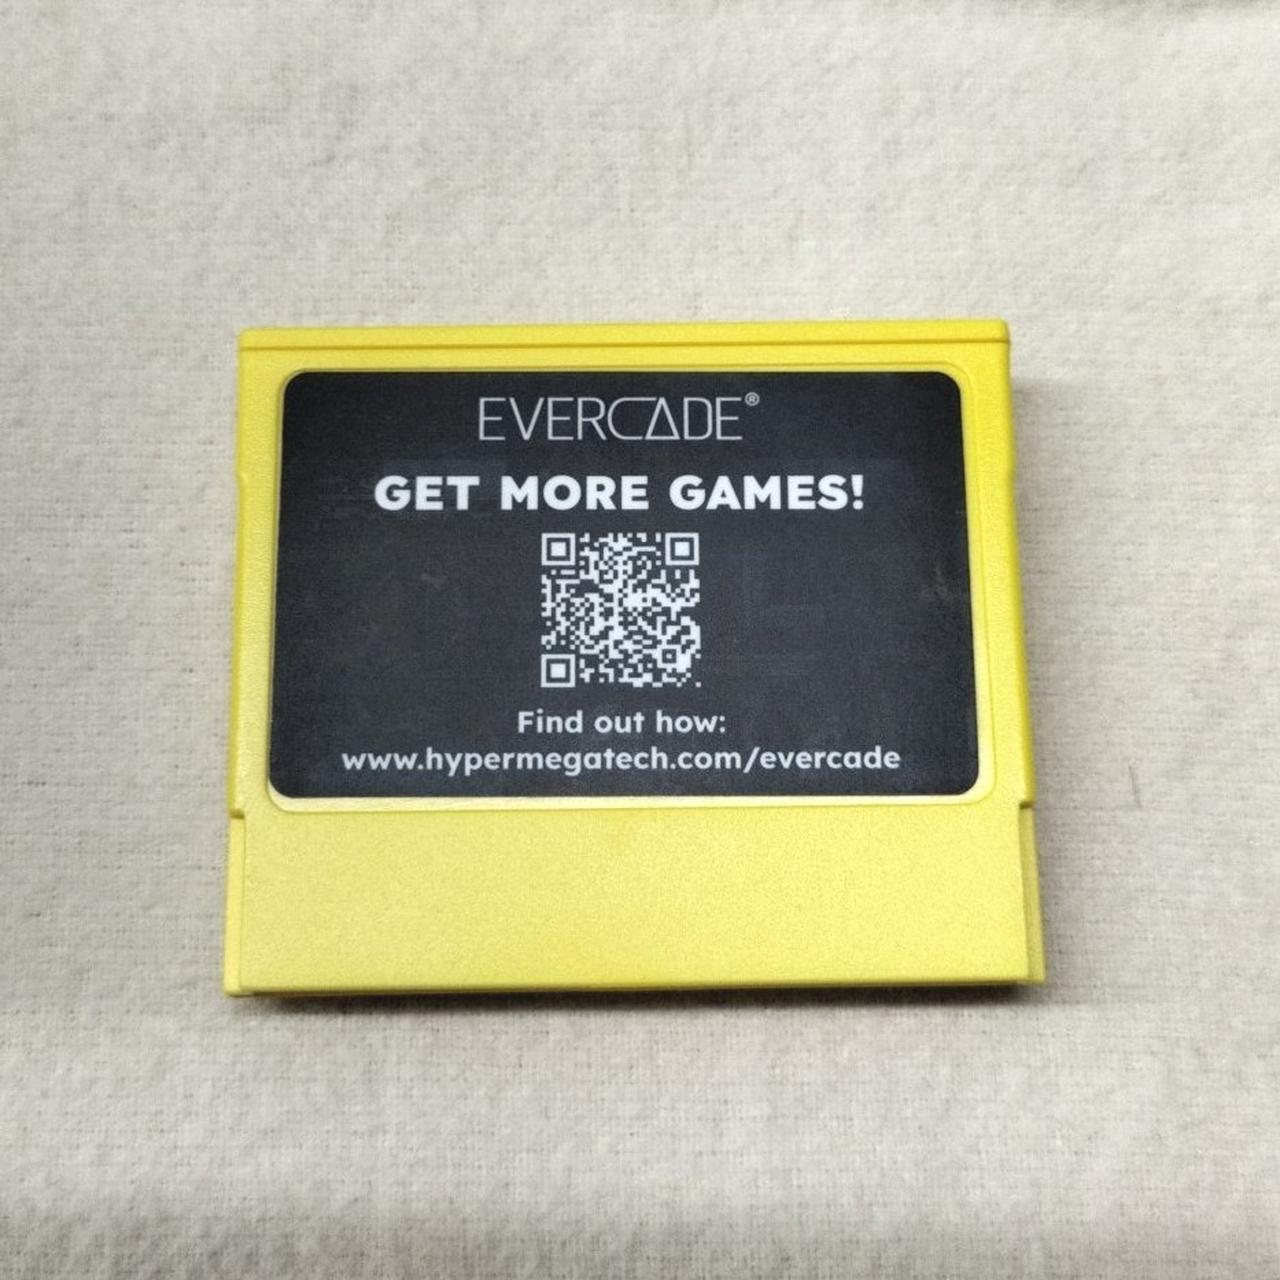 EVERCADE®
GET MORE GAMES!
Find out how:
www.hypermegatech.com/evercade